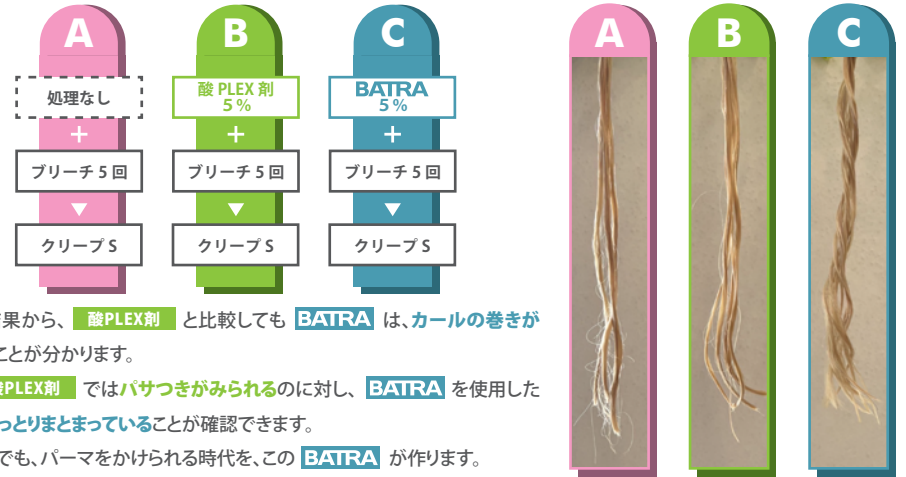 A
B
C
処理なし
酸 PLEX 剤
5 %
BATRA
5 %
+
+
+
ブリーチ 5 回
ブリーチ 5 回
ブリーチ 5 回
▼
▼
▼
クリープ S
クリープ S
クリープ S
果から、 酸PLEX剤 と比較しても BATRA は、カールの巻きが
ことが分かります。
PLEX剤 ではパサつきがみられるのに対し、 BATRA を使用した
っとりまとまっていることが確認できます。
でも、パーマをかけられる時代を、この BATRA が作ります。
A
B
C